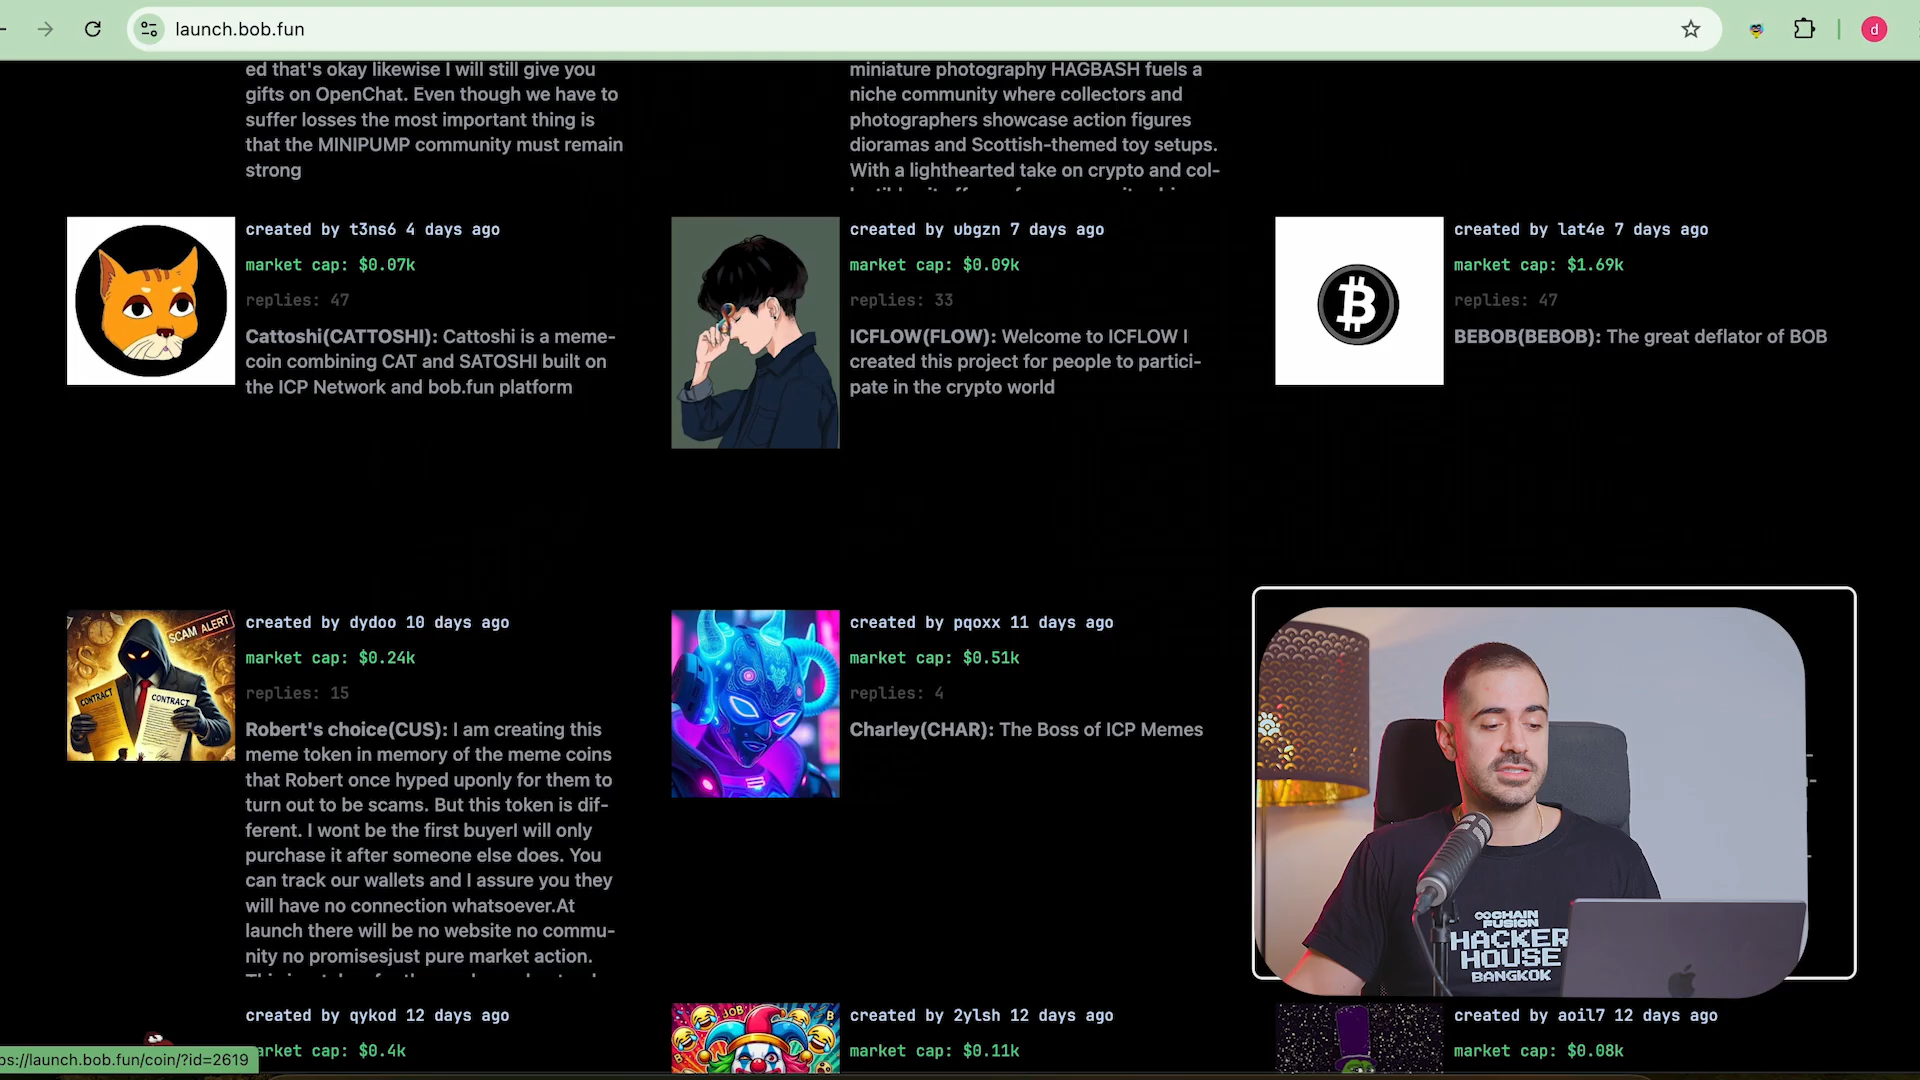 launch.bob.fun
d
ed that's okay likewise I will still give you
gifts on OpenChat. Even though we have to
suffer losses the most important thing is
that the MINIPUMP community must remain
strong
miniature photography HAGBASH fuels a
niche community where collectors and
photographers showcase action figures
dioramas and Scottish-themed toy setups.
With a lighthearted take on crypto and col-
created by t3ns6 4 days ago
market cap: $0.07k
replies: 47
Cattoshi(CATTOSHI): Cattoshi is a meme-
coin combining CAT and SATOSHI built on
the ICP Network and bob.fun platform
created by ubgzn 7 days ago
market cap: $0.09k
replies: 33
ICFLOW(FLOW): Welcome to ICFLOW I
created this project for people to partici-
pate in the crypto world
created by lat4e 7 days ago
market cap: $1.69k
replies: 47
BEBOB(BEBOB): The great deflator of BOB
SCAM ALERT
CONTRACT
CONTRACT
created by dydoo 10 days ago
market cap: $0.24k
replies: 15
Robert's choice(CUS): I am creating this
meme token in memory of the meme coins
that Robert once hyped uponly for them to
turn out to be scams. But this token is dif-
ferent. I wont be the first buyerI will only
purchase it after someone else does. You
can track our wallets and I assure you they
will have no connection whatsoever.At
launch there will be no website no commu-
nity no promisesjust pure market action.
created by pqoxx 11 days ago
market cap: $0.51k
replies: 4
Charley(CHAR): The Boss of ICP Memes
CHAIN
FUSION
HACKER
HOUSE
BANGKOK
created by qykod 12 days ago
arket cap: $0.4k
ps://launch.bob.fun/coin/?id=2619
JOB
B
created by 2ylsh 12 days ago
market cap: $0.11k
created by aoil7 12 days ago
market cap: $0.08k